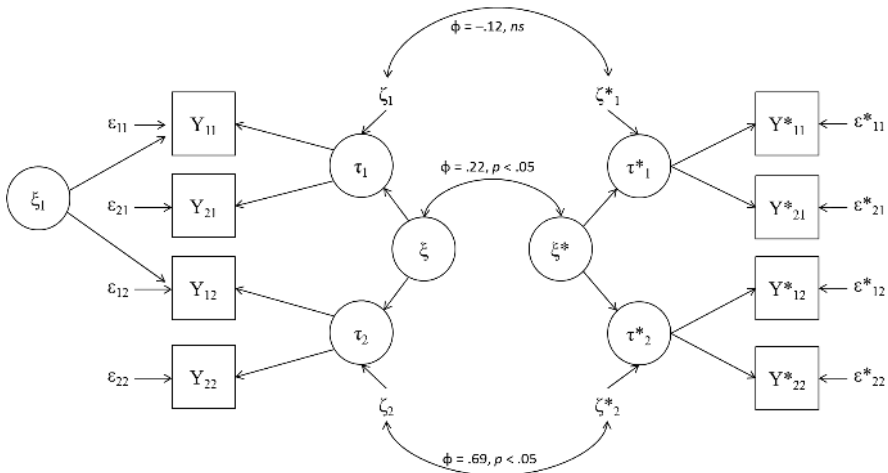 ϕ = –.12, ns
ζ₁ ζ*₁
ε₁₁ Y₁₁ Y*₁₁ ε*₁₁
τ₁ ϕ = .22, p < .05 τ*₁
ξ₁ ε₂₁ Y₂₁ Y*₂₁ ε*₂₁
ξ ξ*
ε₁₂ Y₁₂ Y*₁₂ ε*₁₂
τ₂ τ*₂
ε₂₂ Y₂₂ Y*₂₂ ε*₂₂
ζ₂ ζ*₂
ϕ = .69, p < .05